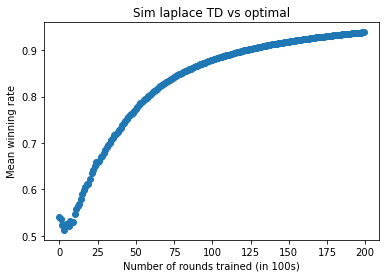 Sim laplace TD vs optimal
Mean winning rate
0.9
0.8
0.7
0.6
0.5
0 25 50 75 100 125 150 175 200
Number of rounds trained (in 100s)